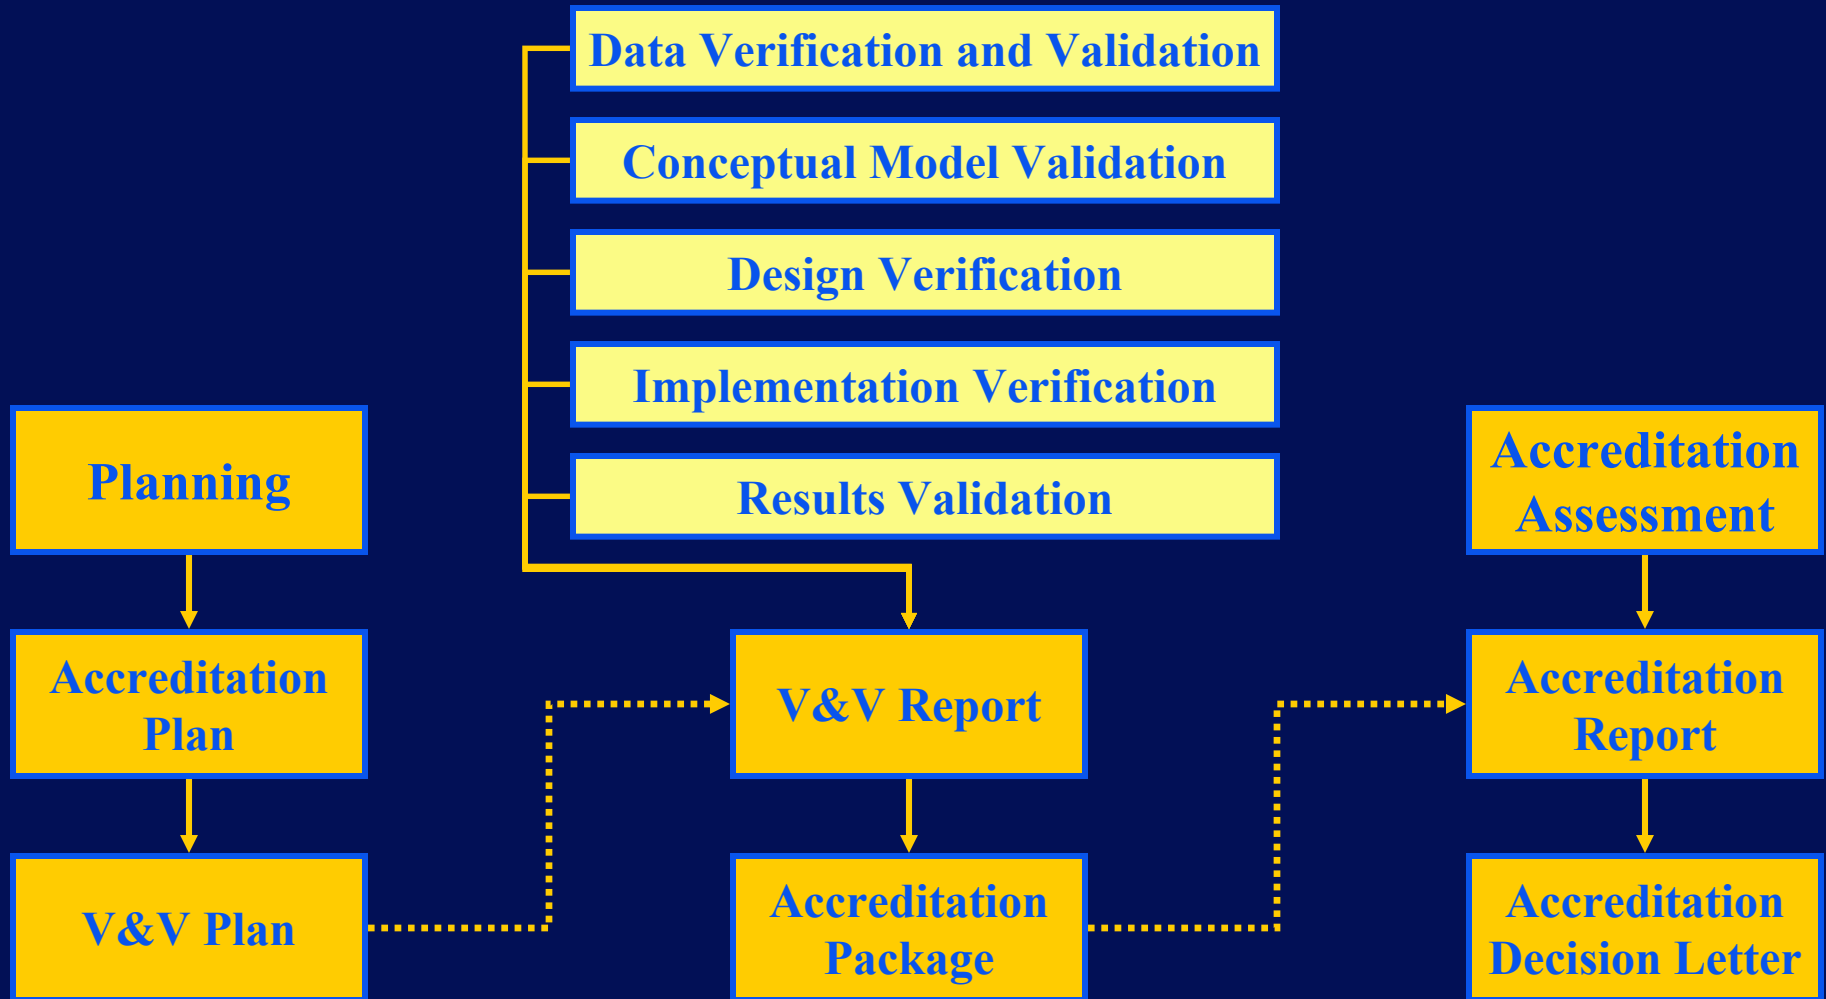 Data Verification and Validation
Conceptual Model Validation
Design Verification
Implementation Verification
Results Validation
Planning
Accreditation
Plan
V&V Plan
V&V Report
Accreditation
Package
Accreditation
Assessment
Accreditation
Report
Accreditation
Decision Letter